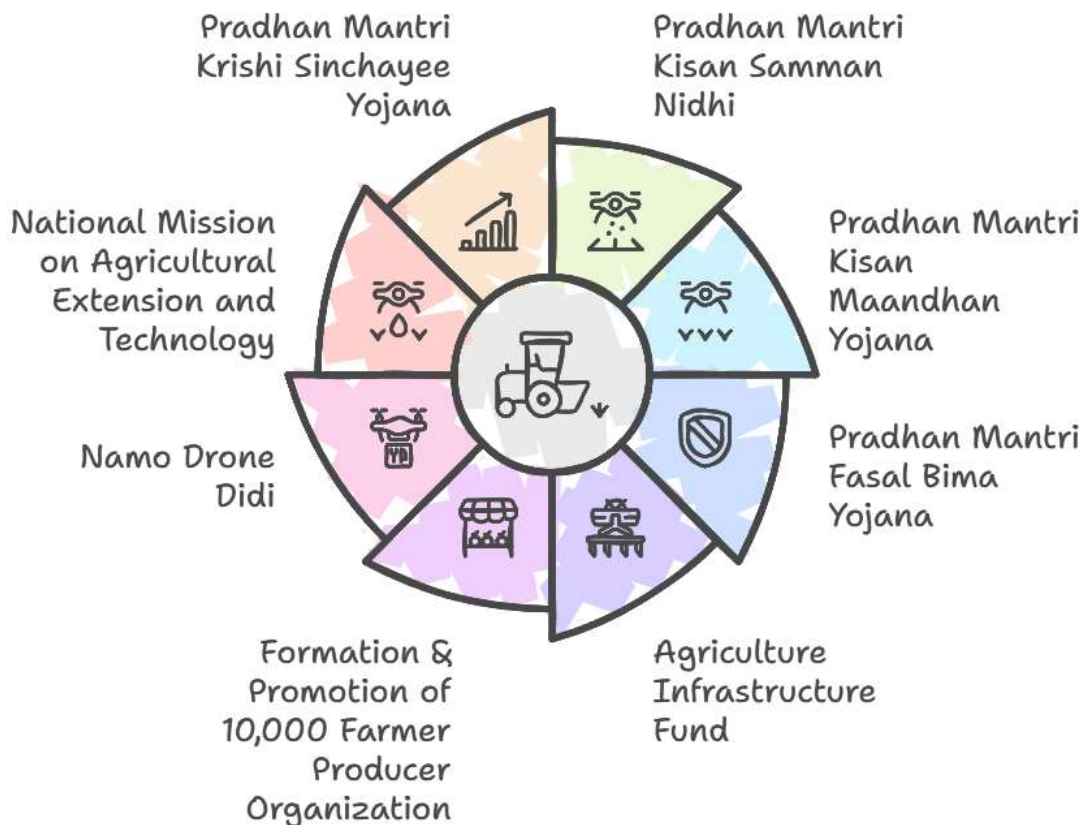 Pradhan Mantri
Krishi Sinchayee
Yojana
Pradhan Mantri
Kisan Samman
Nidhi
National Mission
on Agricultural
Extension and
Technology
Pradhan Mantri
Kisan
Maandhan
Yojana
Namo Drone
Didi
Pradhan Mantri
Fasal Bima
Yojana
Formation &
Promotion of
10,000 Farmer
Producer
Organization
Agriculture
Infrastructure
Fund